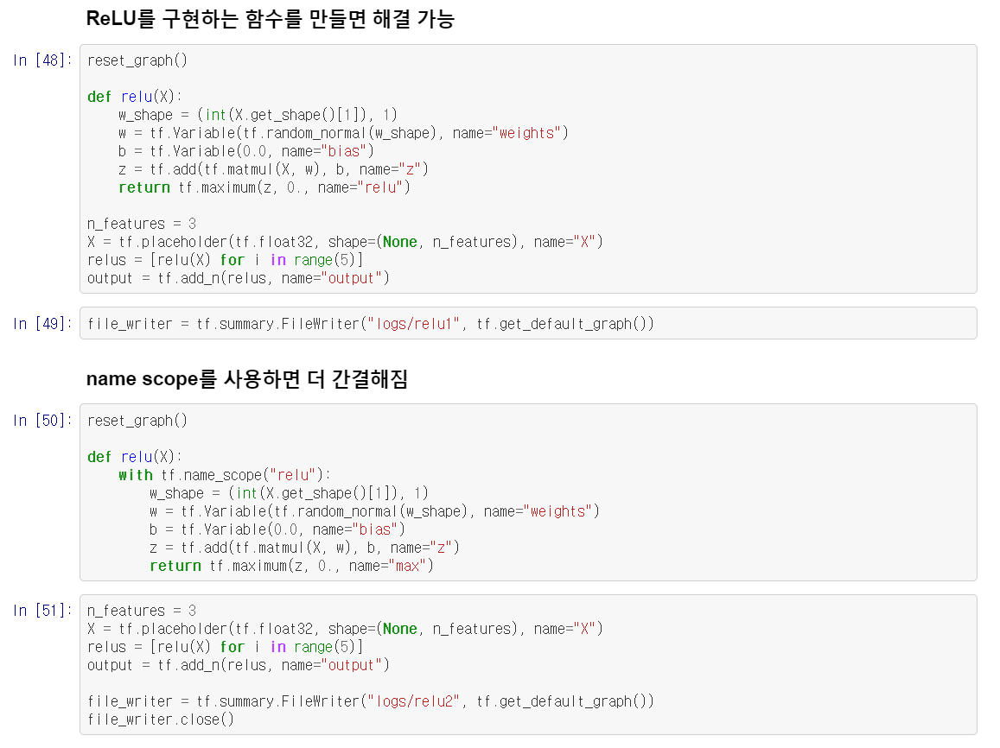 ReLU를 구현하는 함수를 만들면 해결 가능
In [48]: reset_graph()
def relu(X):
    w_shape = (int(X.get_shape()[1]), 1)
    w = tf.Variable(tf.random_normal(w_shape), name="weights")
    b = tf.Variable(0.0, name="bias")
    z = tf.add(tf.matmul(X, w), b, name="z")
    return tf.maximum(z, 0., name="relu")
n_features = 3
X = tf.placeholder(tf.float32, shape=(None, n_features), name="X")
relus = [relu(X) for i in range(5)]
output = tf.add_n(relus, name="output")
In [49]: file_writer = tf.summary.FileWriter("logs/relu1", tf.get_default_graph())
name scope를 사용하면 더 간결해짐
In [50]: reset_graph()
def relu(X):
    with tf.name_scope("relu"):
        w_shape = (int(X.get_shape()[1]), 1)
        w = tf.Variable(tf.random_normal(w_shape), name="weights")
        b = tf.Variable(0.0, name="bias")
        z = tf.add(tf.matmul(X, w), b, name="z")
        return tf.maximum(z, 0., name="max")
In [51]: n_features = 3
X = tf.placeholder(tf.float32, shape=(None, n_features), name="X")
relus = [relu(X) for i in range(5)]
output = tf.add_n(relus, name="output")
file_writer = tf.summary.FileWriter("logs/relu2", tf.get_default_graph())
file_writer.close()